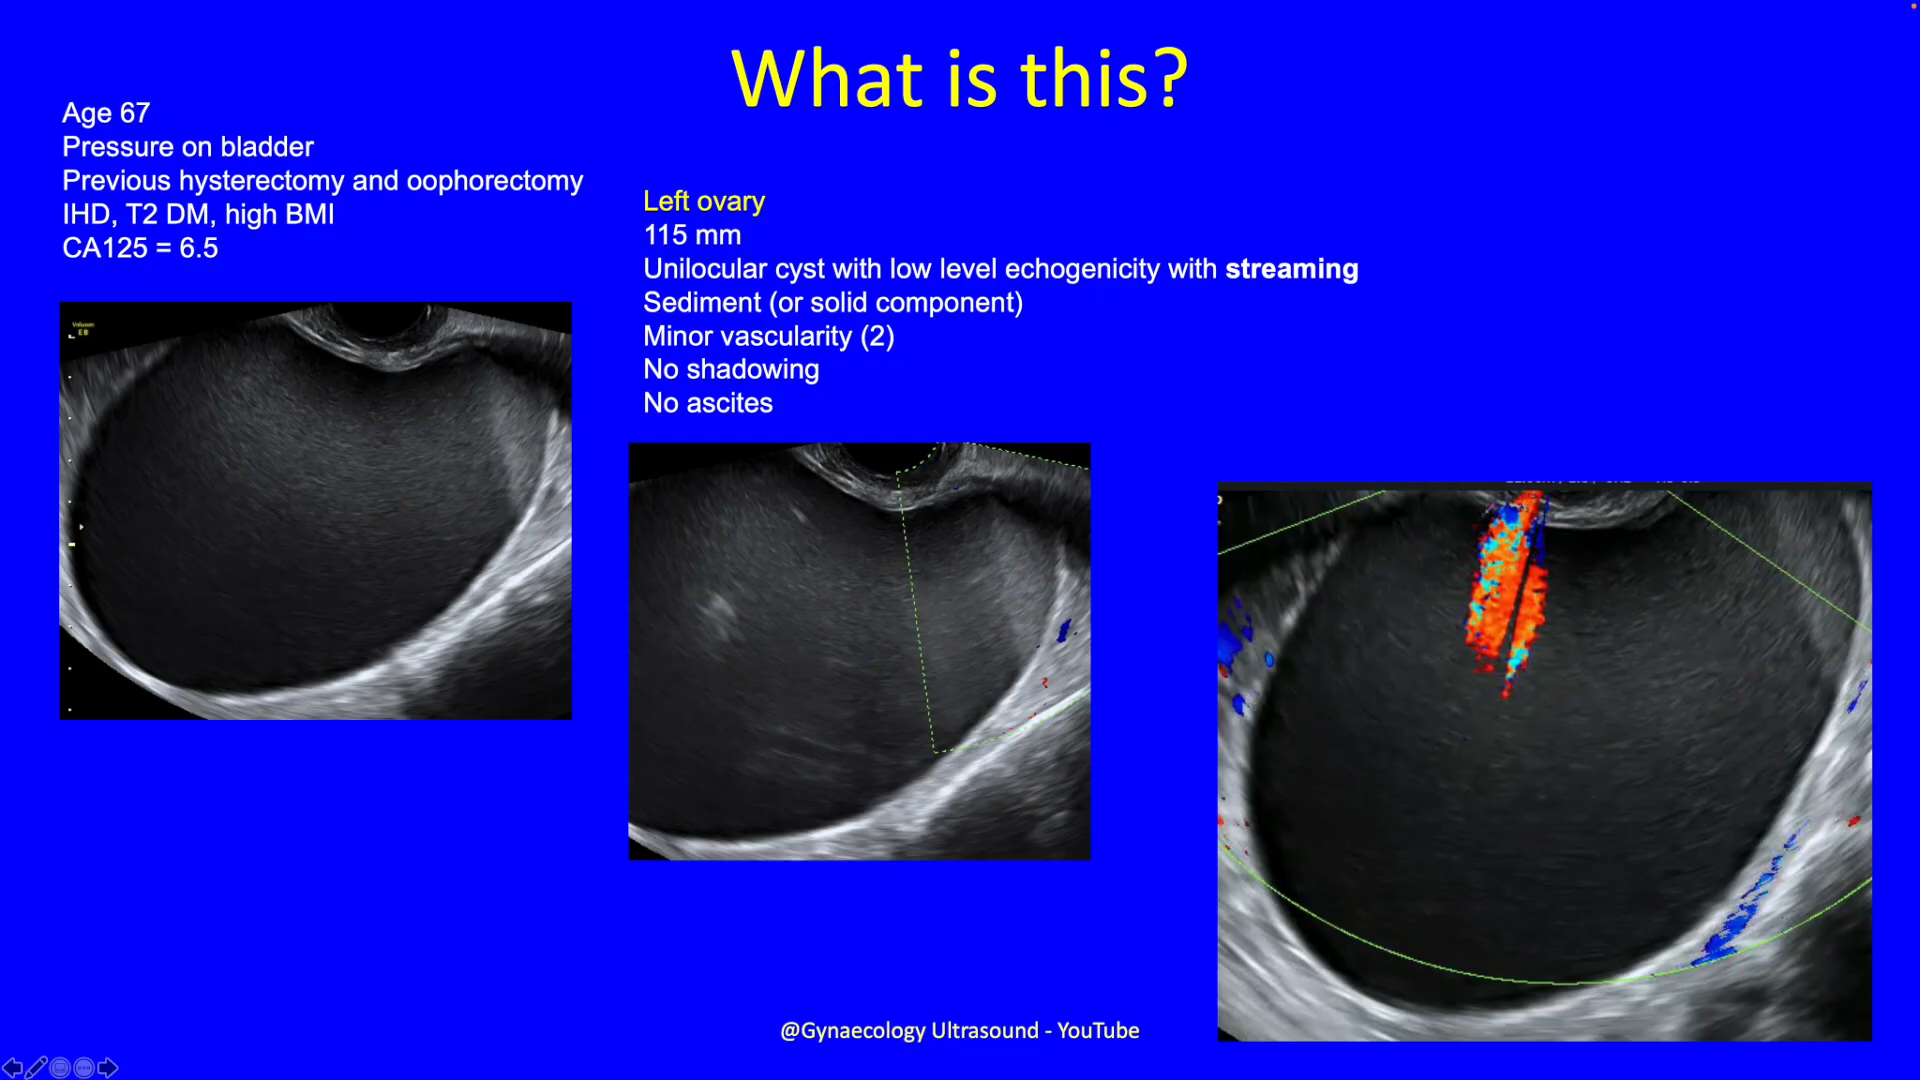 What is this?
Age 67
Pressure on bladder
Previous hysterectomy and oophorectomy
IHD, T2 DM, high BMI
CA125 = 6.5
Left ovary
115 mm
Unilocular cyst with low level echogenicity with streaming
Sediment (or solid component)
Minor vascularity (2)
No shadowing
No ascites
Voluson
E8
@Gynaecology Ultrasound - YouTube